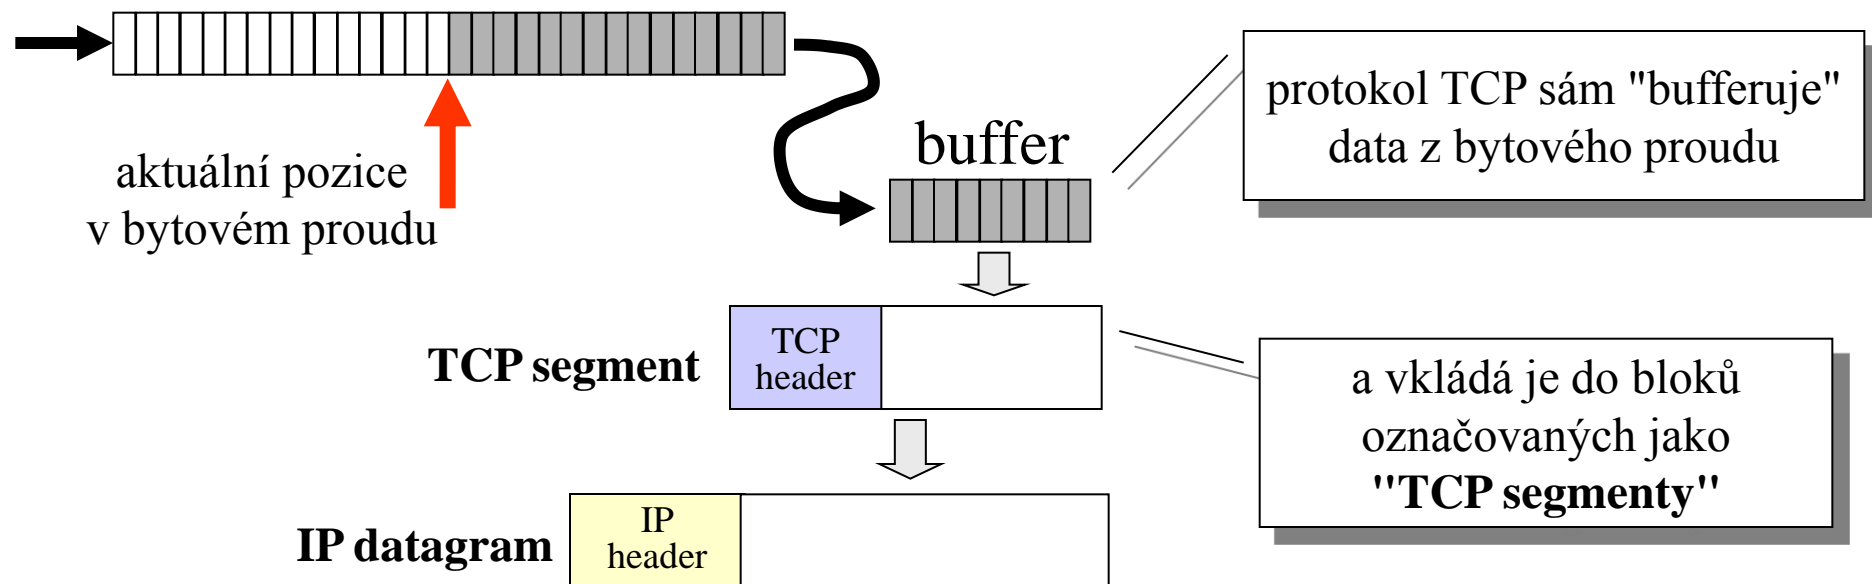 protokol TCP sám "bufferuje"
data z bytového proudu
buffer
aktuální pozice
v bytovém proudu
TCP segment
TCP
header
a vkládá je do bloků
označovaných jako
"TCP segmenty"
IP datagram
IP
header